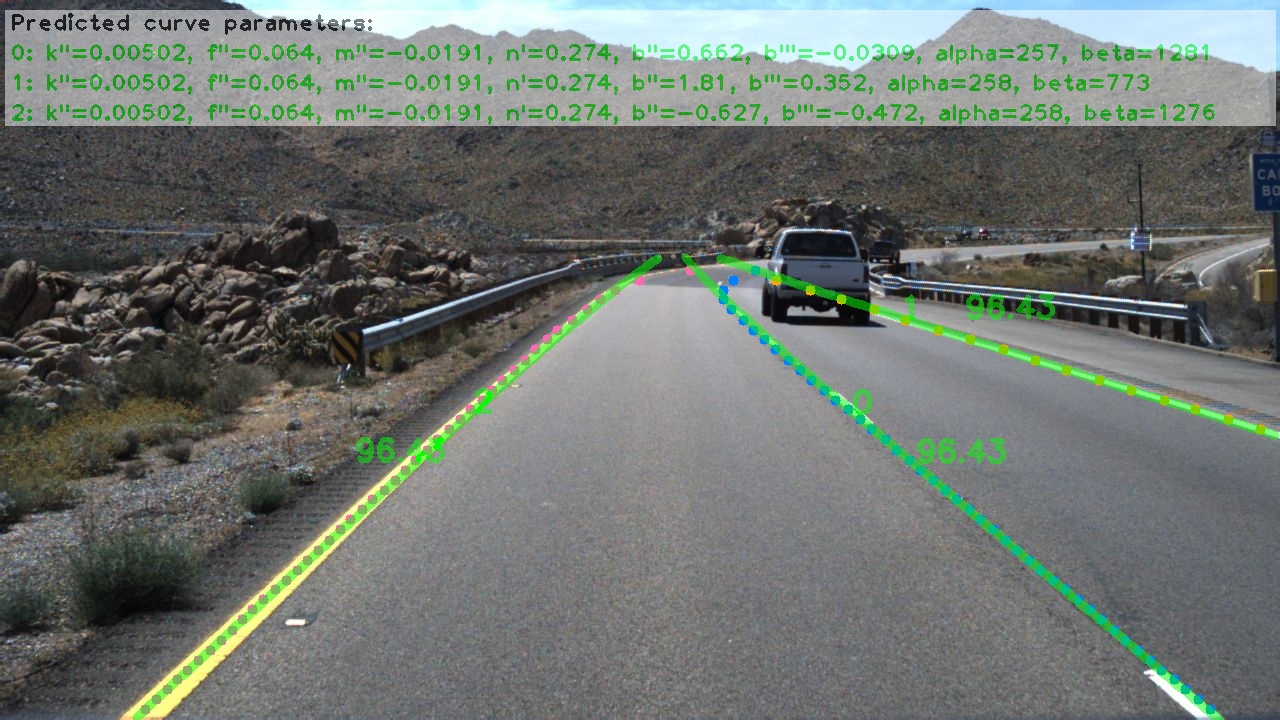 Predicted curve parameters:
0: k''=0.00502, f''=0.064, m''=-0.0191, n'=0.274, b''=0.662, b'''=-0.0309, alpha=257, beta=1281
1: k''=0.00502, f''=0.064, m''=-0.0191, n'=0.274, b''=1.81, b'''=0.352, alpha=258, beta=773
2: k''=0.00502, f''=0.064, m''=-0.0191, n'=0.274, b''=-0.627, b'''=-0.472, alpha=258, beta=1276
1 96.43
2
0
96.43
96.43